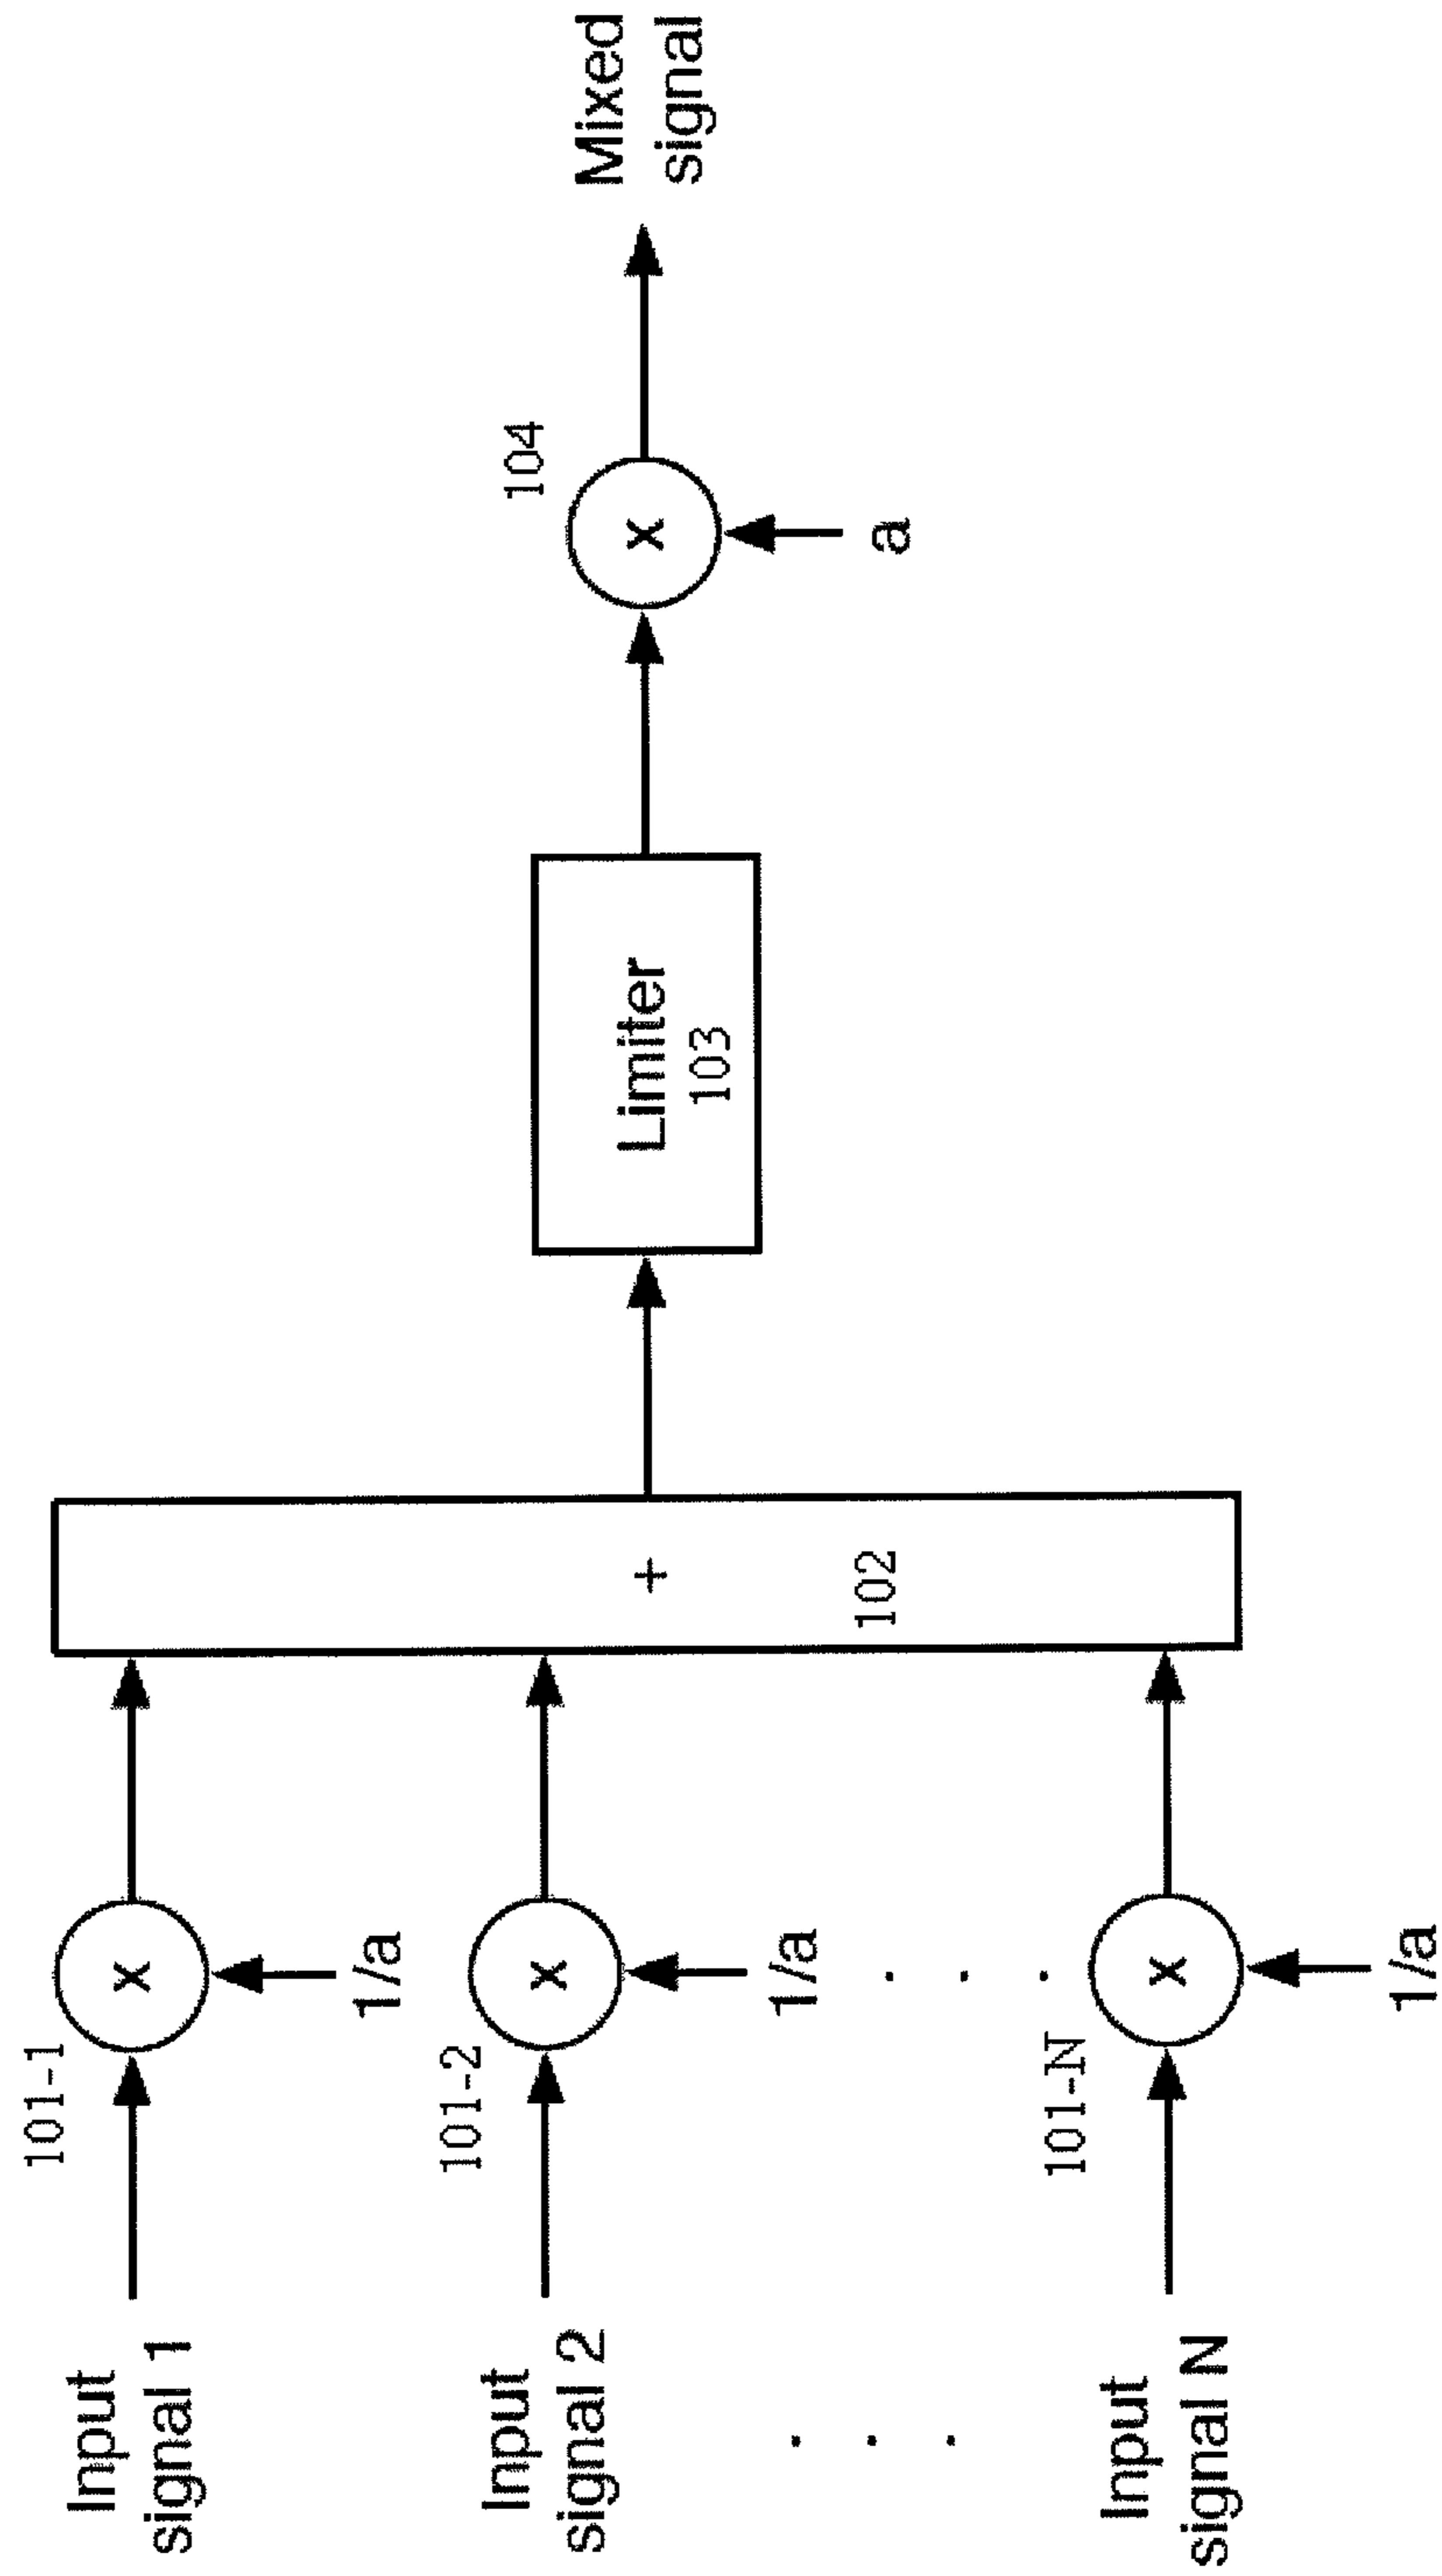 Input
signal 1
101-1
x
1/a
Input
signal 2
101-2
x
1/a
. . .
. . .
Input
signal N
101-N
x
1/a
+
102
Limiter
103
104
x
a
Mixed
signal